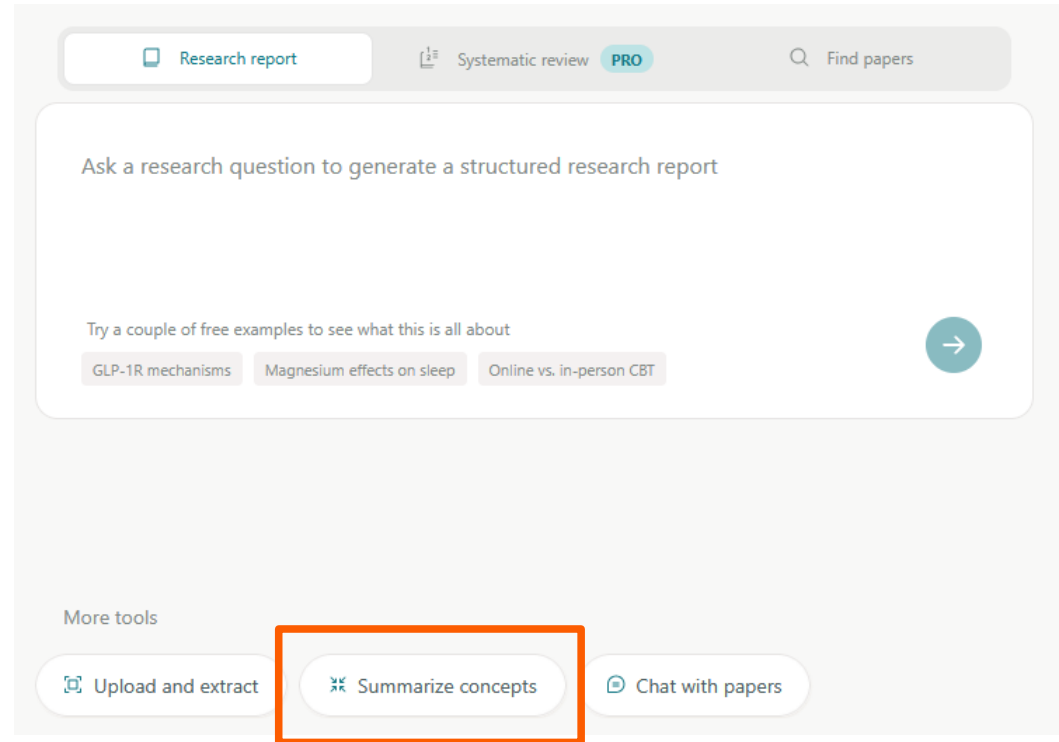 Research report Systematic review PRO Find papers
Ask a research question to generate a structured research report
Try a couple of free examples to see what this is all about
GLP-1R mechanisms Magnesium effects on sleep Online vs. in-person CBT
More tools
Upload and extract Summarize concepts Chat with papers